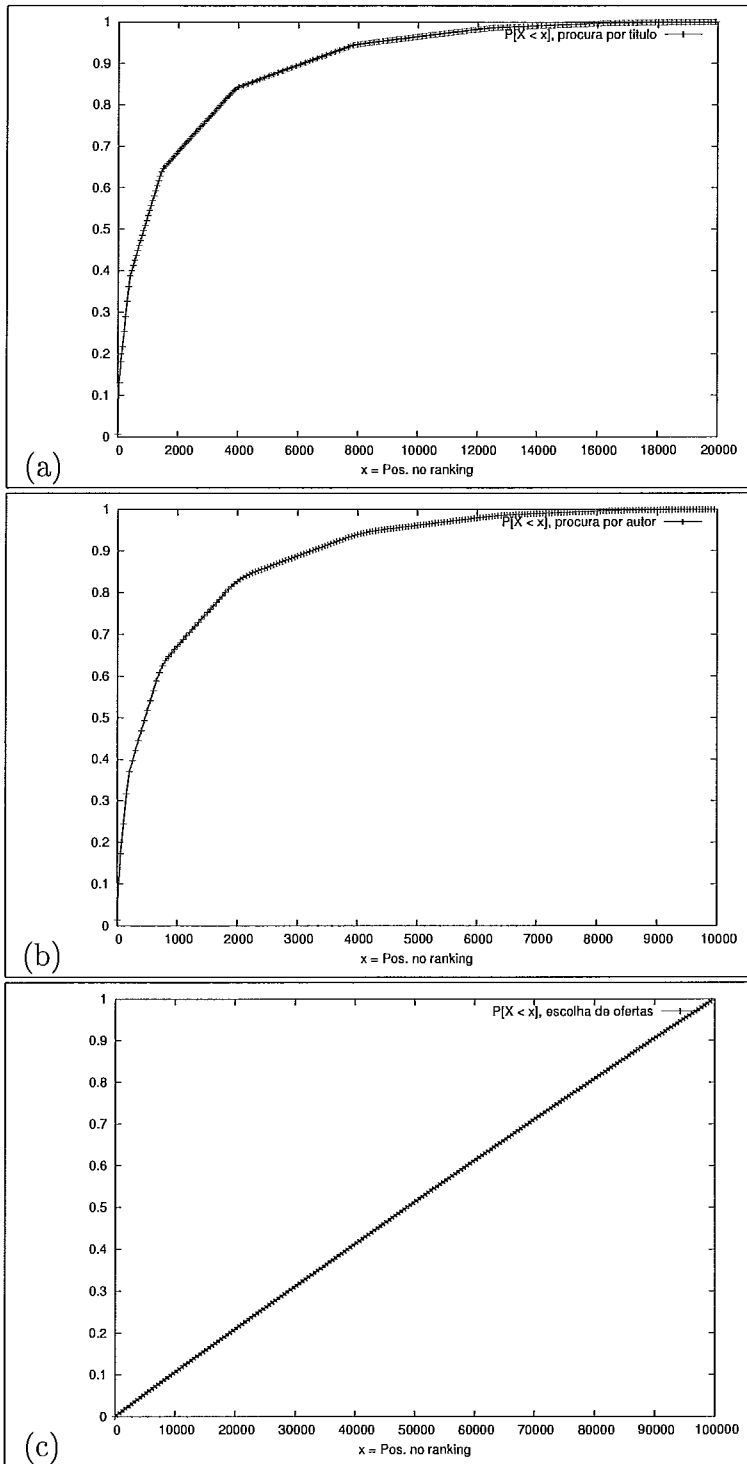 1
P[X < x], procura por titulo
0.9
0.8
0.7
0.6
0.5
0.4
0.3
0.2
0.1
0
0 2000 4000 6000 8000 10000 12000 14000 16000 18000 20000
x = Pos. no ranking
(a)
1
P[X < x], procura por autor
0.9
0.8
0.7
0.6
0.5
0.4
0.3
0.2
0.1
0
0 1000 2000 3000 4000 5000 6000 7000 8000 9000 10000
x = Pos. no ranking
(b)
1
P[X < x], escolha de ofertas
0.9
0.8
0.7
0.6
0.5
0.4
0.3
0.2
0.1
0
0 10000 20000 30000 40000 50000 60000 70000 80000 90000 100000
x = Pos. no ranking
(c)